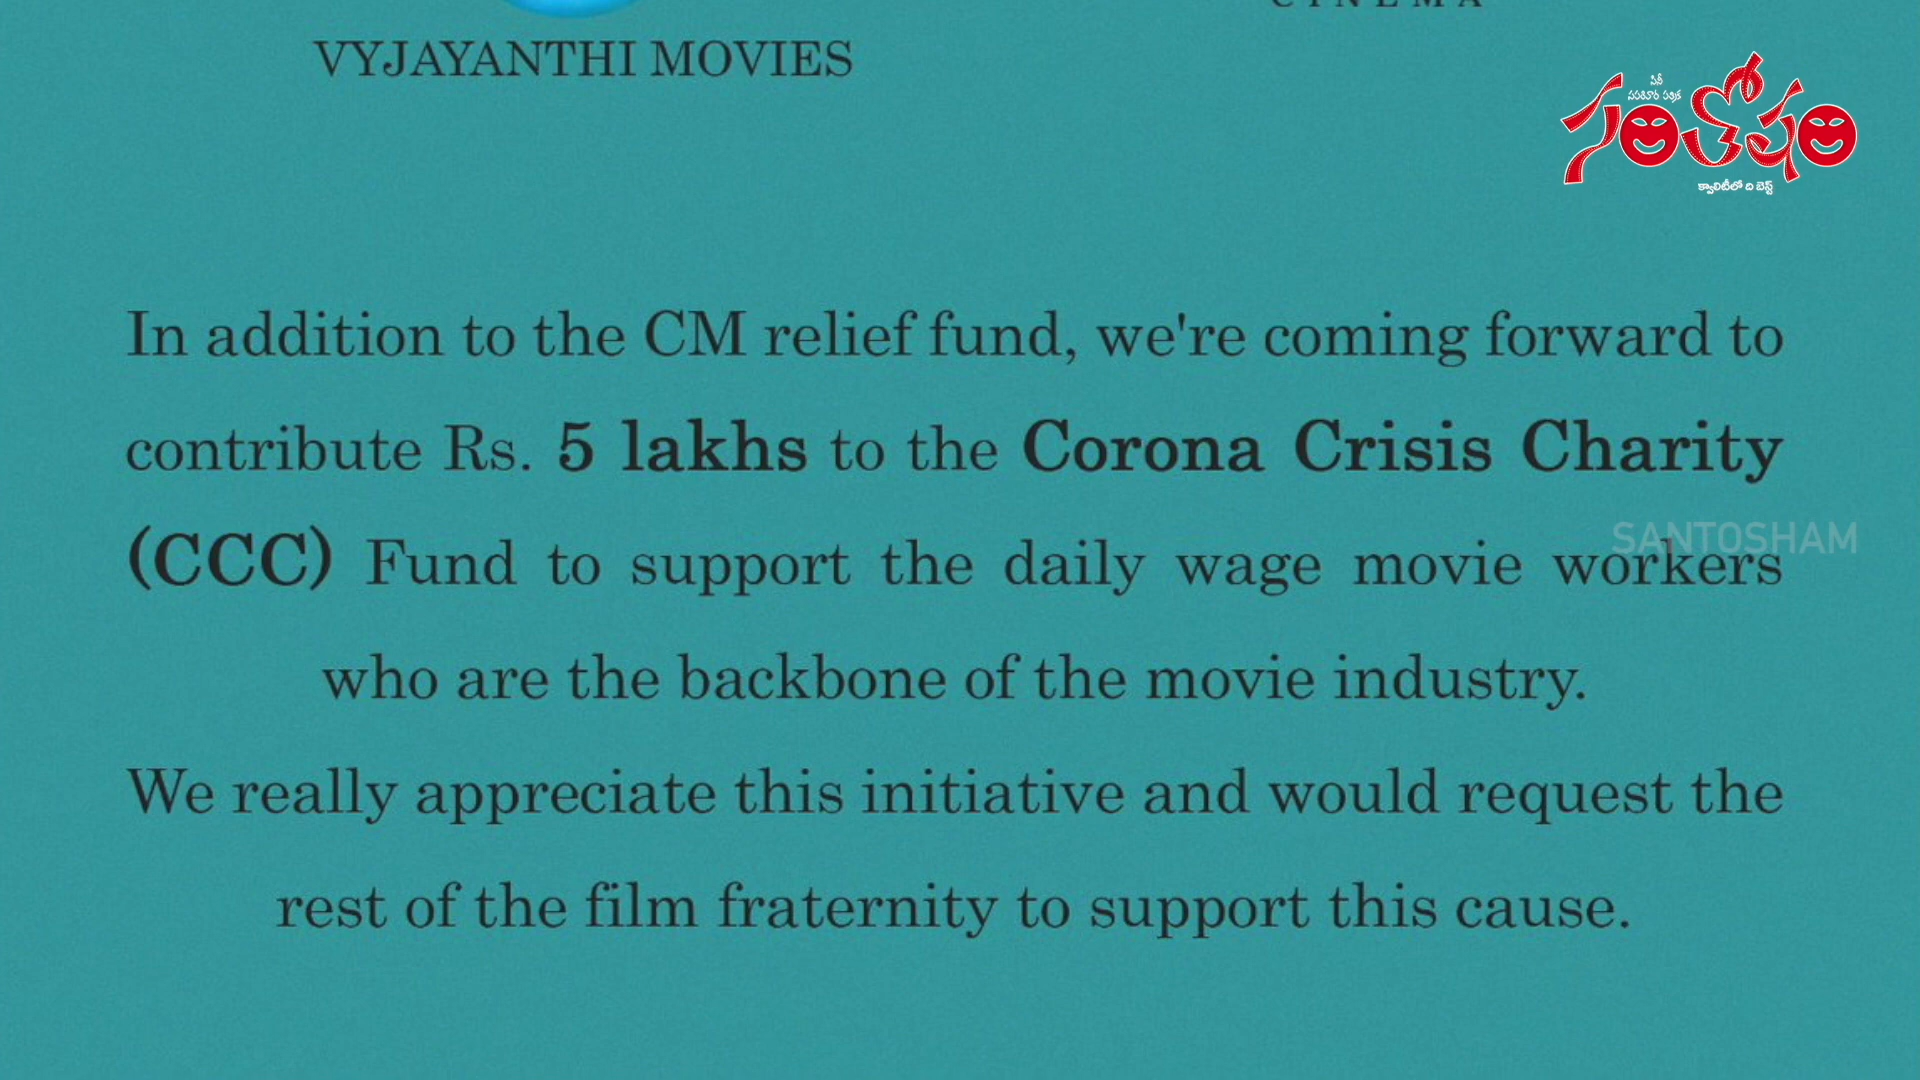 CINEMA
VYJAYANTHI MOVIES
సినీ
సపరివార పత్రిక
సంతోషం
క్వాలిటీలో ది బెస్ట్
In addition to the CM relief fund, we're coming forward to
contribute Rs. 5 lakhs to the Corona Crisis Charity
(CCC) Fund to support the daily wage movie workers
SANTOSHAM
who are the backbone of the movie industry.
We really appreciate this initiative and would request the
rest of the film fraternity to support this cause.